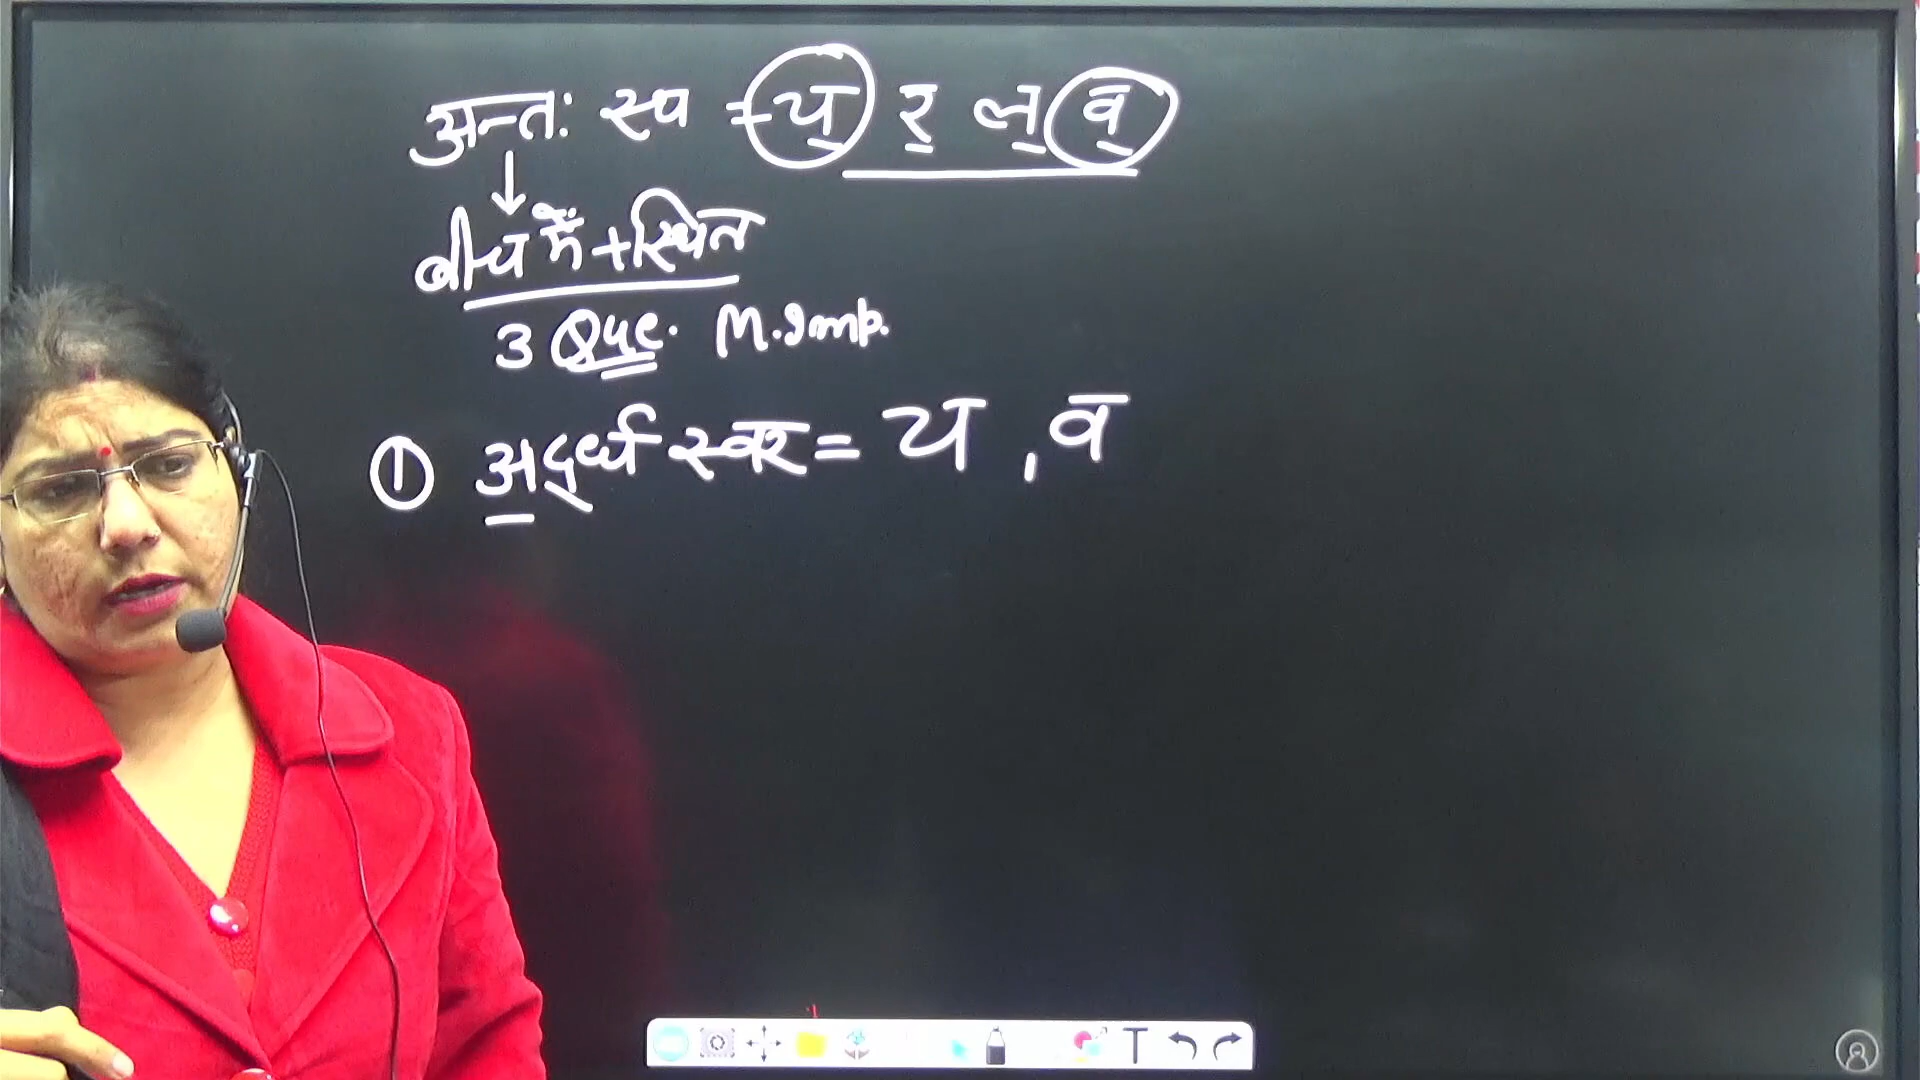 अन्तः स्थ = य् र् ल् व्
↓
बीच में + स्थित
3 Que. M.Imp.
① अर्द्ध स्वर = य , व
T